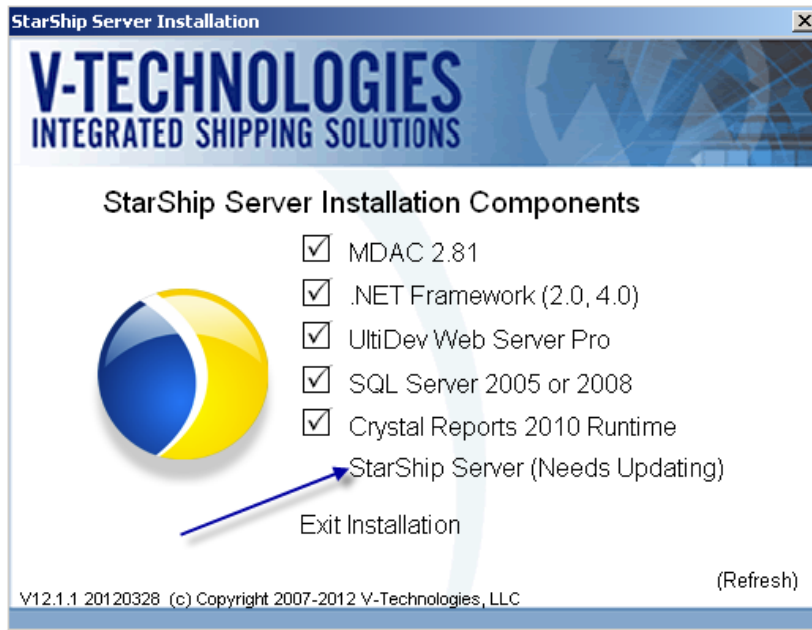 StarShip Server Installation
V-TECHNOLOGIES
INTEGRATED SHIPPING SOLUTIONS
StarShip Server Installation Components
MDAC 2.81
.NET Framework (2.0, 4.0)
UltiDev Web Server Pro
SQL Server 2005 or 2008
Crystal Reports 2010 Runtime
StarShip Server (Needs Updating)
Exit Installation
(Refresh)
V12.1.1 20120328 (c) Copyright 2007-2012 V-Technologies, LLC